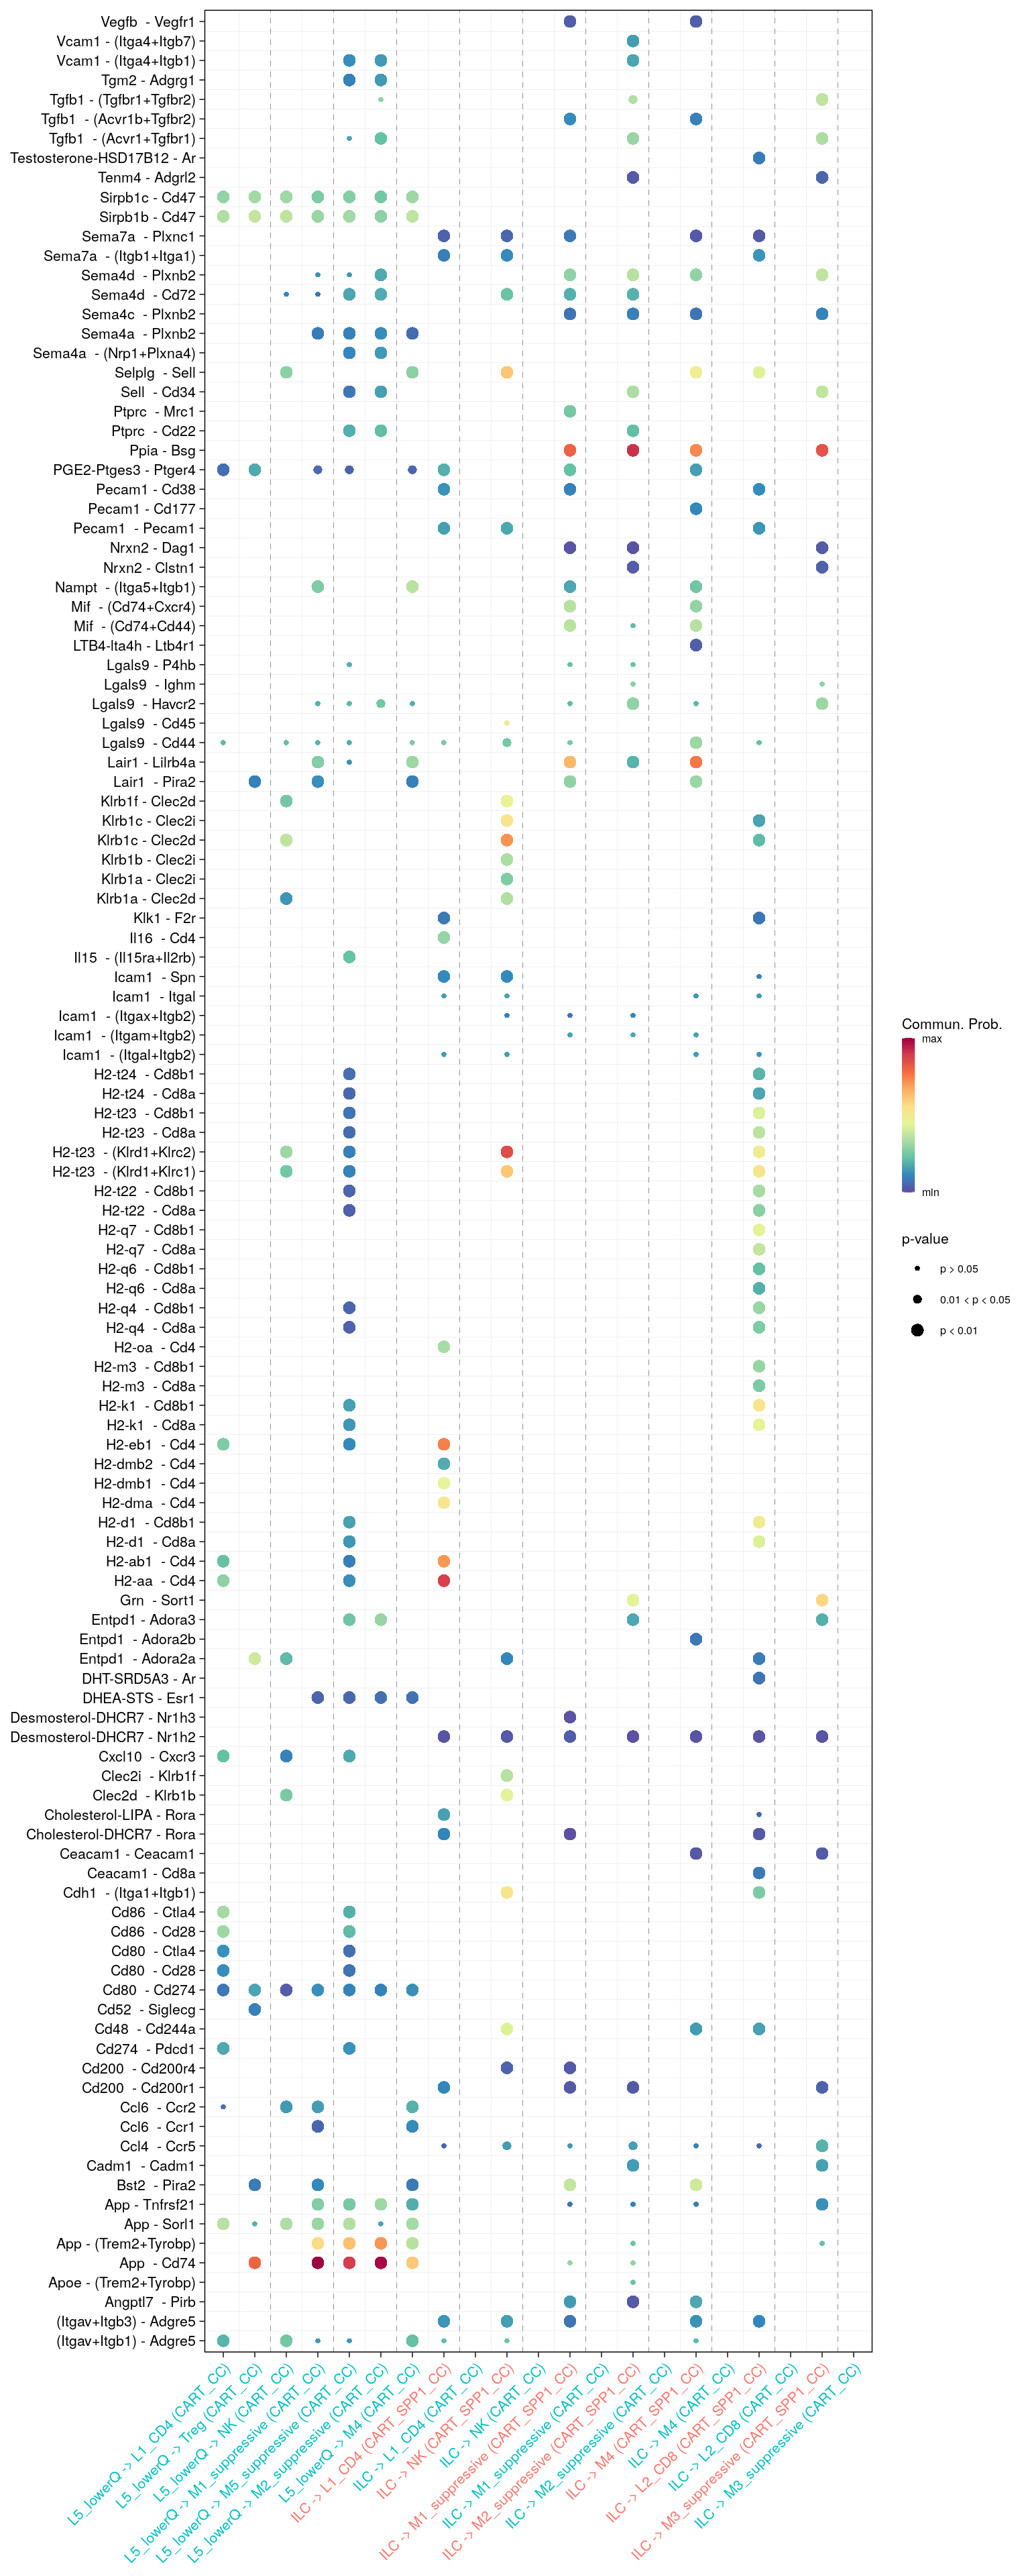 Vegfb - Vegfr1
Vcam1 - (Itga4+Itgb7)
Vcam1 - (Itga4+Itgb1)
Tgm2 - Adgrg1
Tgfb1 - (Tgfbr1+Tgfbr2)
Tgfb1 - (Acvr1b+Tgfbr2)
Tgfb1 - (Acvr1+Tgfbr1)
Testosterone-HSD17B12 - Ar
Tenm4 - Adgrl2
Sirpb1c - Cd47
Sirpb1b - Cd47
Sema7a - Plxnc1
Sema7a - (Itgb1+Itga1)
Sema4d - Plxnb2
Sema4d - Cd72
Sema4c - Plxnb2
Sema4a - Plxnb2
Sema4a - (Nrp1+Plxna4)
Selplg - Sell
Sell - Cd34
Ptprc - Mrc1
Ptprc - Cd22
Ppia - Bsg
PGE2-Ptges3 - Ptger4
Pecam1 - Cd38
Pecam1 - Cd177
Pecam1 - Pecam1
Nrxn2 - Dag1
Nrxn2 - Clstn1
Nampt - (Itga5+Itgb1)
Mif - (Cd74+Cxcr4)
Mif - (Cd74+Cd44)
LTB4-lta4h - Ltb4r1
Lgals9 - P4hb
Lgals9 - Ighm
Lgals9 - Havcr2
Lgals9 - Cd45
Lgals9 - Cd44
Lair1 - Lilrb4a
Lair1 - Pira2
Klrb1f - Clec2d
Klrb1c - Clec2i
Klrb1c - Clec2d
Klrb1b - Clec2i
Klrb1a - Clec2i
Klrb1a - Clec2d
Klk1 - F2r
Il16 - Cd4
Il15 - (Il15ra+Il2rb)
Icam1 - Spn
Icam1 - Itgal
Icam1 - (Itgax+Itgb2)
Icam1 - (Itgam+Itgb2)
Icam1 - (Itgal+Itgb2)
H2-t24 - Cd8b1
H2-t24 - Cd8a
H2-t23 - Cd8b1
H2-t23 - Cd8a
H2-t23 - (Klrd1+Klrc2)
H2-t23 - (Klrd1+Klrc1)
H2-t22 - Cd8b1
H2-t22 - Cd8a
H2-q7 - Cd8b1
H2-q7 - Cd8a
H2-q6 - Cd8b1
H2-q6 - Cd8a
H2-q4 - Cd8b1
H2-q4 - Cd8a
H2-oa - Cd4
H2-m3 - Cd8b1
H2-m3 - Cd8a
H2-k1 - Cd8b1
H2-k1 - Cd8a
H2-eb1 - Cd4
H2-dmb2 - Cd4
H2-dmb1 - Cd4
H2-dma - Cd4
H2-d1 - Cd8b1
H2-d1 - Cd8a
H2-ab1 - Cd4
H2-aa - Cd4
Grn - Sort1
Entpd1 - Adora3
Entpd1 - Adora2b
Entpd1 - Adora2a
DHT-SRD5A3 - Ar
DHEA-STS - Esr1
Desmosterol-DHCR7 - Nr1h3
Desmosterol-DHCR7 - Nr1h2
Cxcl10 - Cxcr3
Clec2i - Klrb1f
Clec2d - Klrb1b
Cholesterol-LIPA - Rora
Cholesterol-DHCR7 - Rora
Ceacam1 - Ceacam1
Ceacam1 - Cd8a
Cdh1 - (Itga1+Itgb1)
Cd86 - Ctla4
Cd86 - Cd28
Cd80 - Ctla4
Cd80 - Cd28
Cd80 - Cd274
Cd52 - Siglecg
Cd48 - Cd244a
Cd274 - Pdcd1
Cd200 - Cd200r4
Cd200 - Cd200r1
Ccl6 - Ccr2
Ccl6 - Ccr1
Ccl4 - Ccr5
Cadm1 - Cadm1
Bst2 - Pira2
App - Tnfrsf21
App - Sorl1
App - (Trem2+Tyrobp)
App - Cd74
Apoe - (Trem2+Tyrobp)
Angptl7 - Pirb
(Itgav+Itgb3) - Adgre5
(Itgav+Itgb1) - Adgre5
L5_lowerQ -> L1_CD4 (CART_CC)
L5_lowerQ -> Treg (CART_CC)
L5_lowerQ -> NK (CART_CC)
L5_lowerQ -> M1_suppressive (CART_CC)
L5_lowerQ -> M5_suppressive (CART_CC)
L5_lowerQ -> M2_suppressive (CART_CC)
L5_lowerQ -> M4 (CART_CC)
ILC -> L1_CD4 (CART_SPP1_CC)
ILC -> L1_CD4 (CART_CC)
ILC -> NK (CART_SPP1_CC)
ILC -> NK (CART_CC)
ILC -> M1_suppressive (CART_SPP1_CC)
ILC -> M1_suppressive (CART_CC)
ILC -> M2_suppressive (CART_SPP1_CC)
ILC -> M2_suppressive (CART_CC)
ILC -> M4 (CART_SPP1_CC)
ILC -> M4 (CART_CC)
ILC -> L2_CD8 (CART_SPP1_CC)
ILC -> L2_CD8 (CART_CC)
ILC -> M3_suppressive (CART_SPP1_CC)
ILC -> M3_suppressive (CART_CC)
Commun. Prob.
max
min
p-value
p > 0.05
0.01 < p < 0.05
p < 0.01